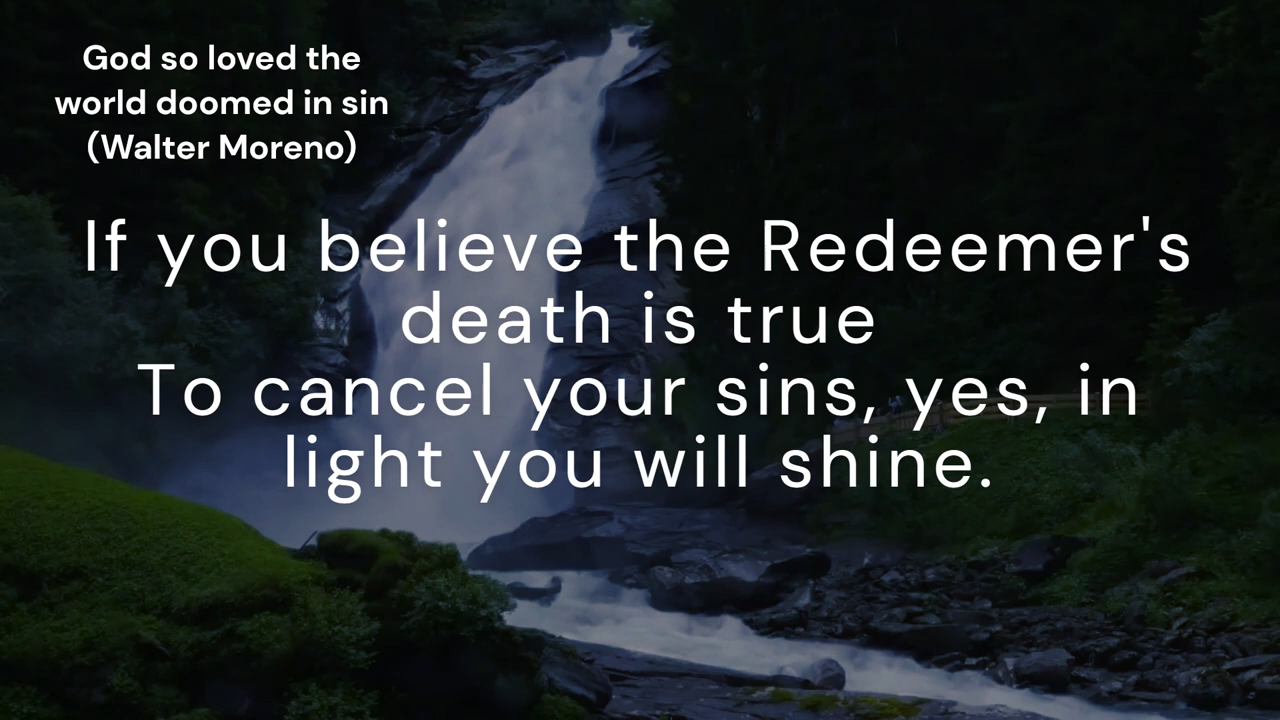 God so loved the
world doomed in sin
(Walter Moreno)
If you believe the Redeemer's
death is true
To cancel your sins, yes, in
light you will shine.